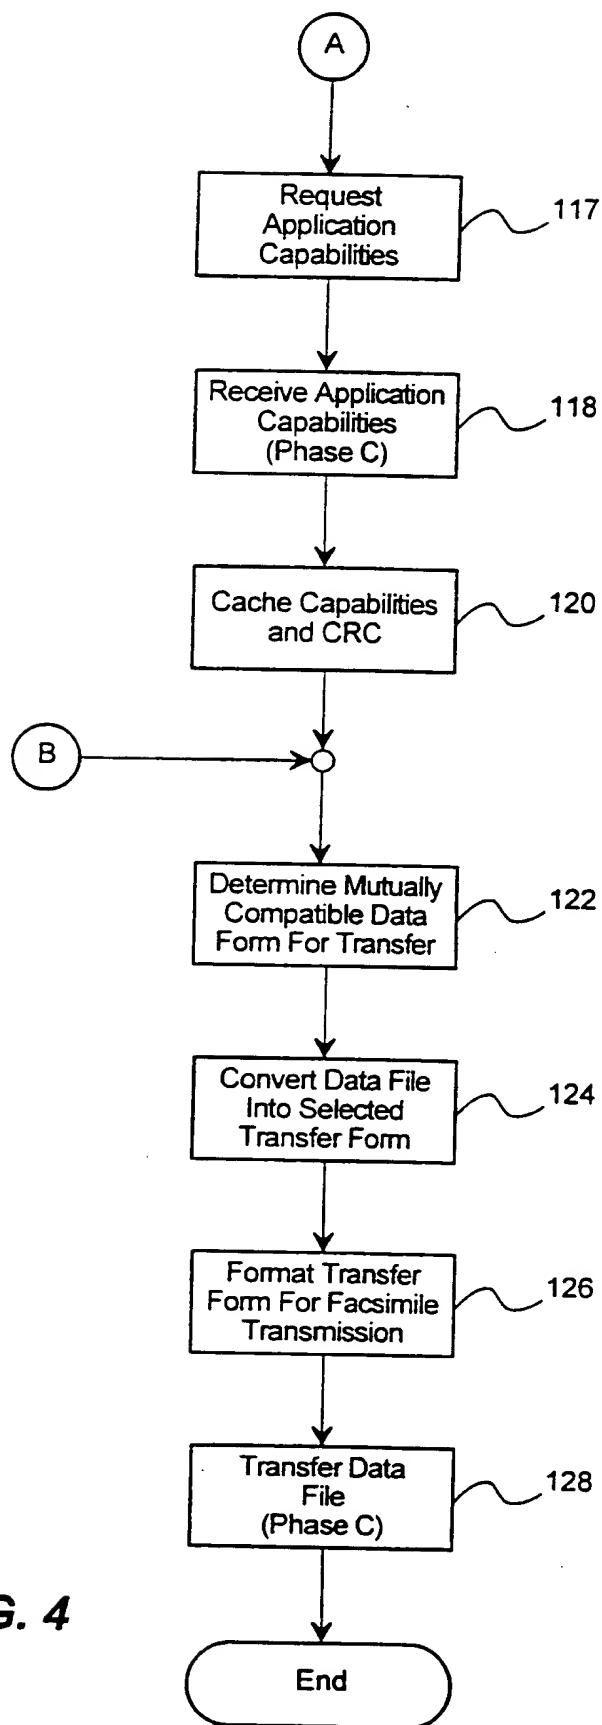 A
Request
Application
Capabilities
117
Receive Application
Capabilities
(Phase C)
118
Cache Capabilities
and CRC
120
B
Determine Mutually
Compatible Data
Form For Transfer
122
Convert Data File
Into Selected
Transfer Form
124
Format Transfer
Form For Facsimile
Transmission
126
Transfer Data
File
(Phase C)
128
G. 4
End